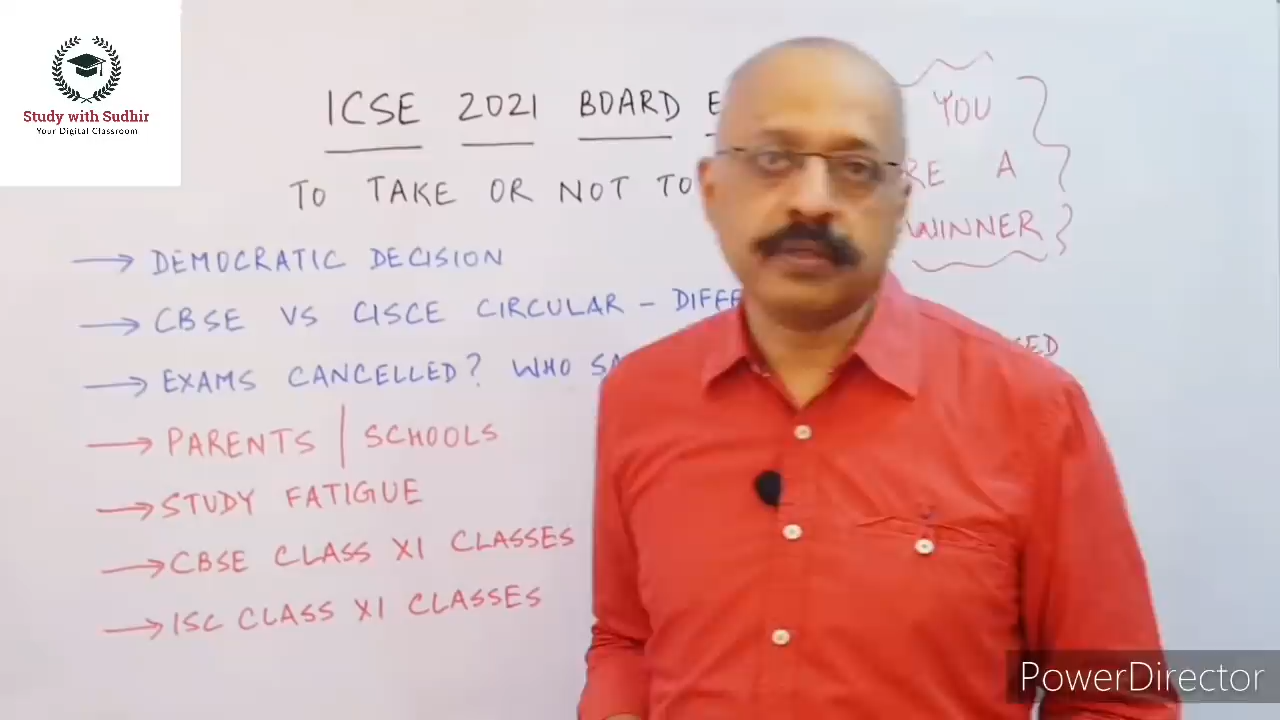 Study with Sudhir
Your Digital Classroom
ICSE 2021 BOARD
TO TAKE OR NOT TO
YOU
A
WINNER
→ DEMOCRATIC DECISION
→ CBSE VS CISCE CIRCULAR -
→ EXAMS CANCELLED? WHO
→ PARENTS | SCHOOLS
→ STUDY FATIGUE
→ CBSE CLASS XI CLASSES
→ ISC CLASS XI CLASSES
PowerDirector